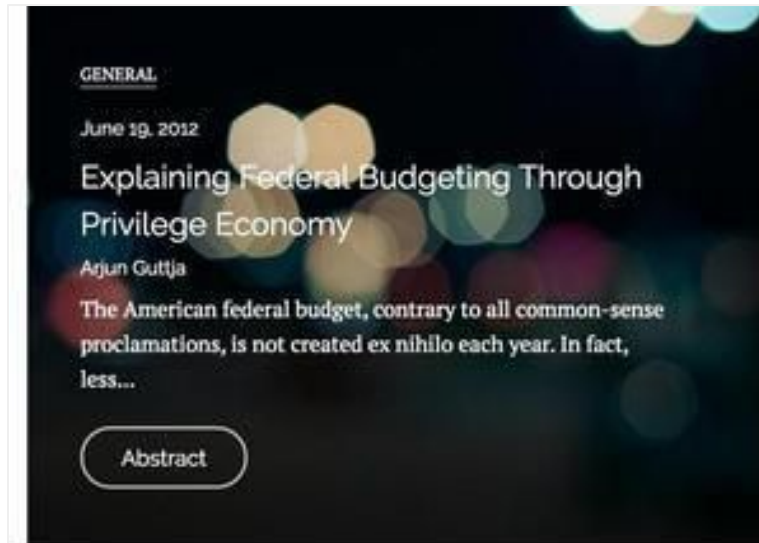 GENERAL
June 19, 2012
Explaining Federal Budgeting Through
Privilege Economy
Arjun Guttja
The American federal budget, contrary to all common-sense
proclamations, is not created ex nihilo each year. In fact,
less...
Abstract